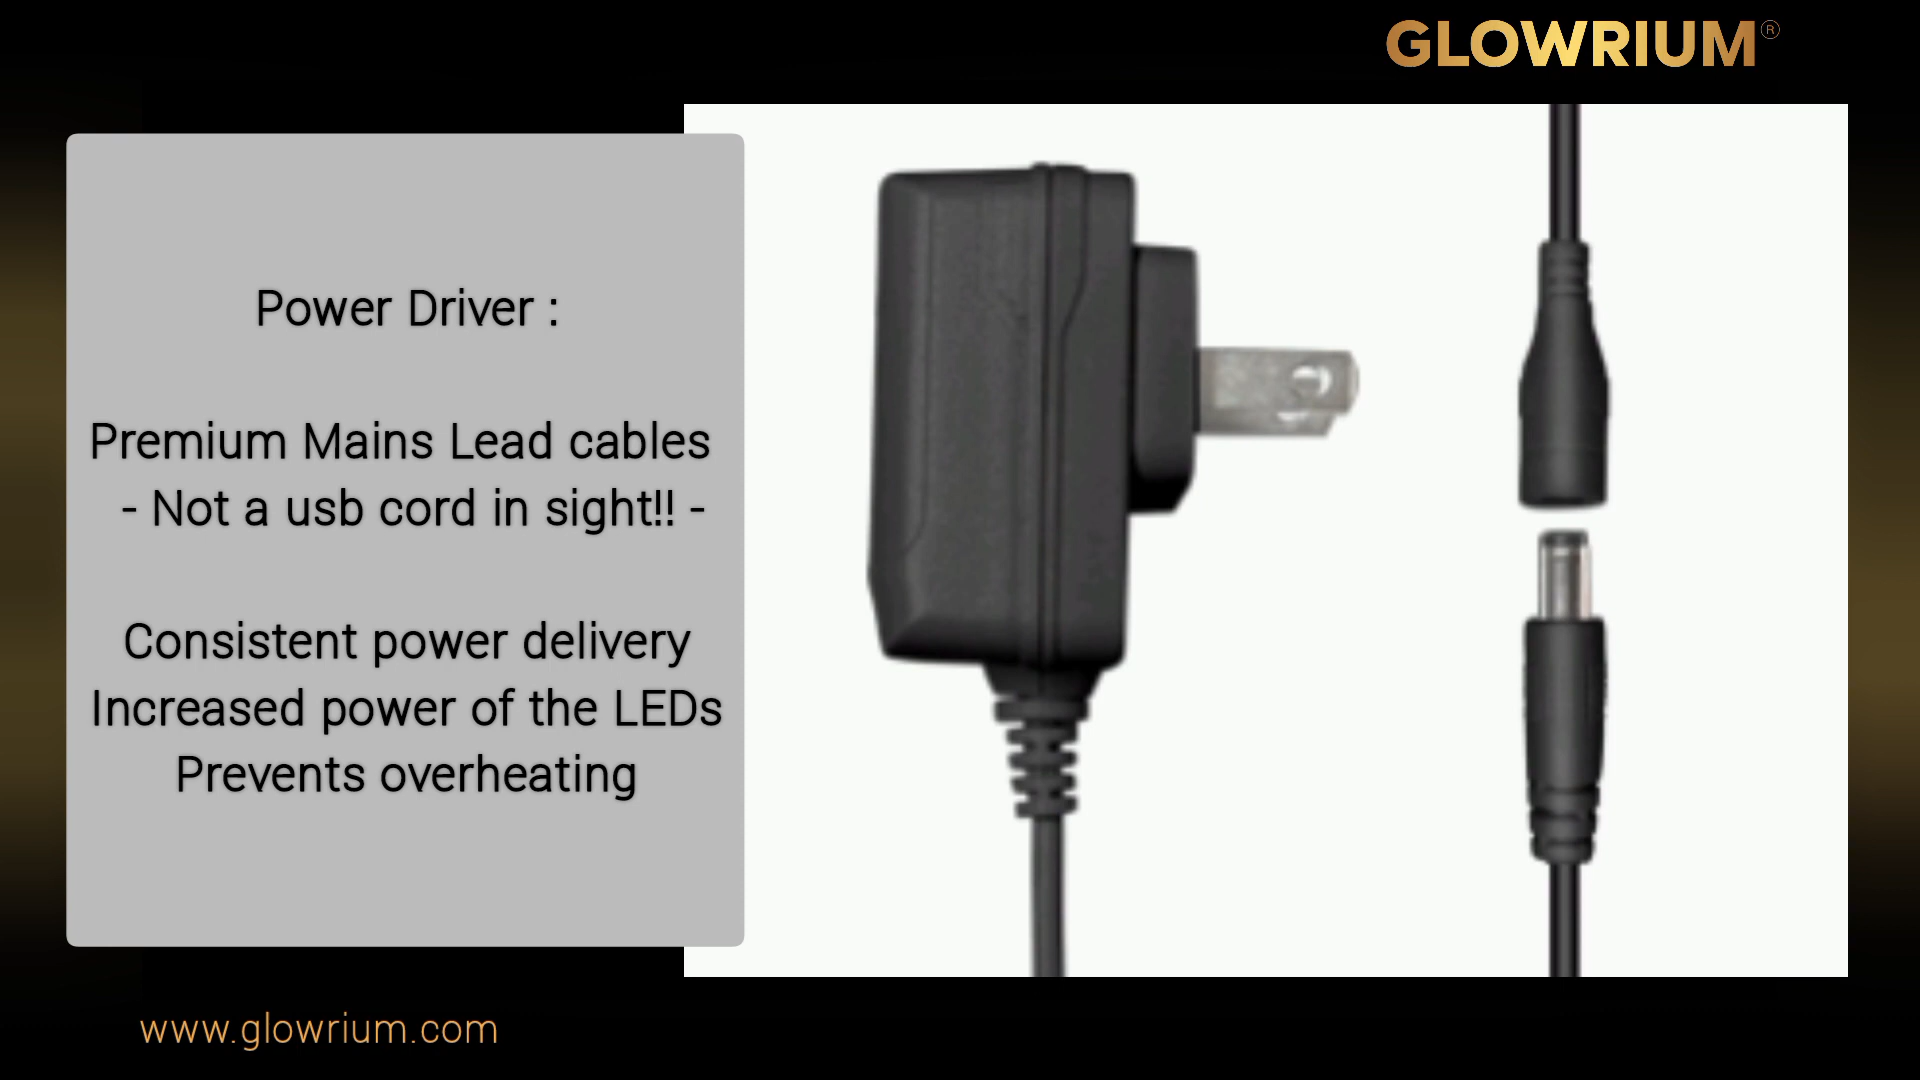 GLOWRIUM®
Power Driver :
Premium Mains Lead cables
- Not a usb cord in sight!! -
Consistent power delivery
Increased power of the LEDs
Prevents overheating
www.glowrium.com